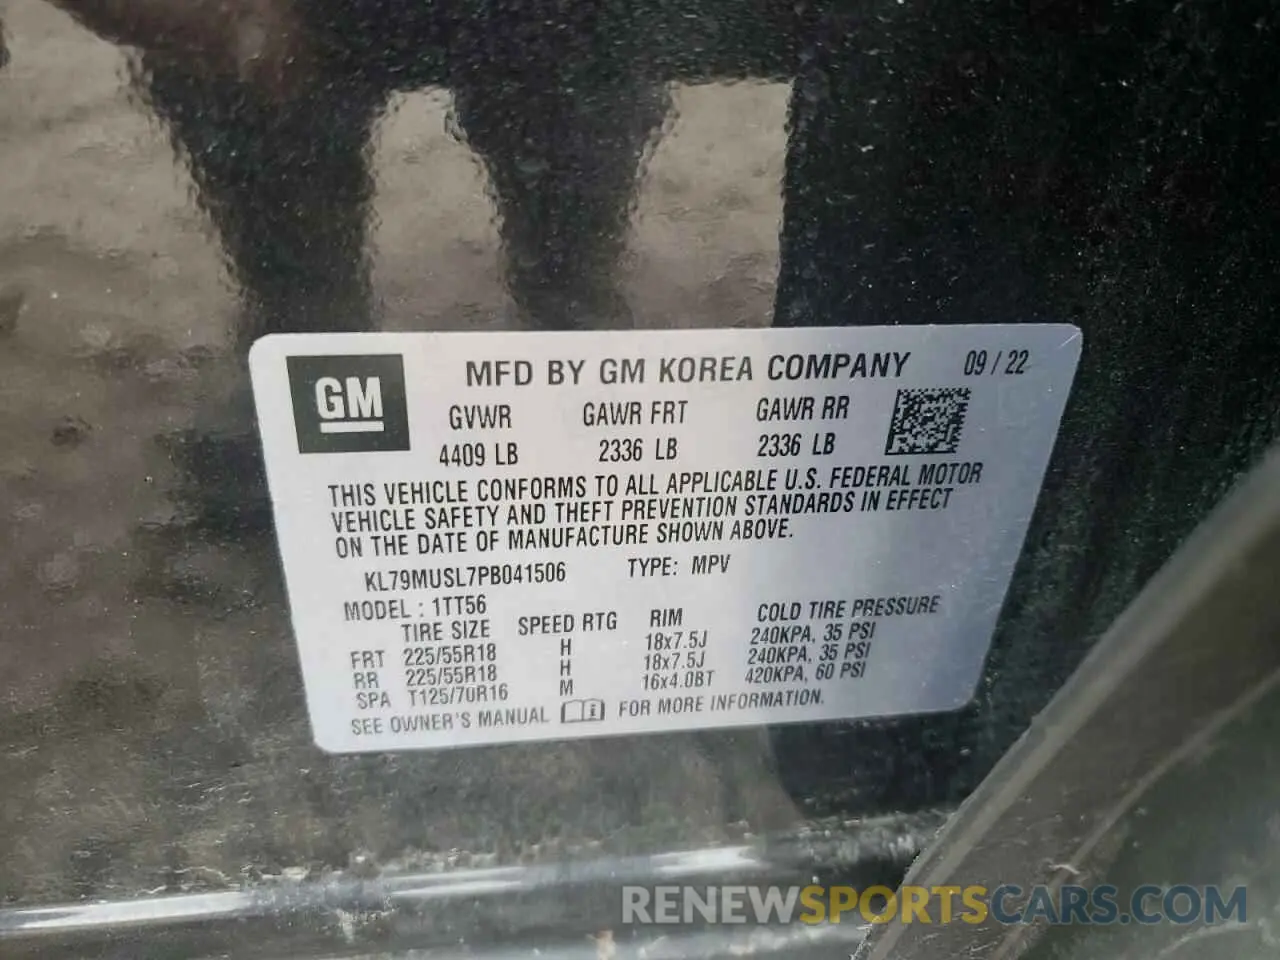 GM
MFD BY GM KOREA COMPANY 09 / 22
GVWR GAWR FRT GAWR RR
4409 LB 2336 LB 2336 LB
THIS VEHICLE CONFORMS TO ALL APPLICABLE U.S. FEDERAL MOTOR
VEHICLE SAFETY AND THEFT PREVENTION STANDARDS IN EFFECT
ON THE DATE OF MANUFACTURE SHOWN ABOVE.
KL79MUSL7PB041506 TYPE: MPV
MODEL : 1TT56
TIRE SIZE SPEED RTG RIM COLD TIRE PRESSURE
FRT 225/55R18 H 18x7.5J 240KPA, 35 PSI
RR 225/55R18 H 18x7.5J 240KPA, 35 PSI
SPA T125/70R16 M 16x4.0BT 420KPA, 60 PSI
SEE OWNER'S MANUAL i FOR MORE INFORMATION.
RENEWSPORTSCARS.COM